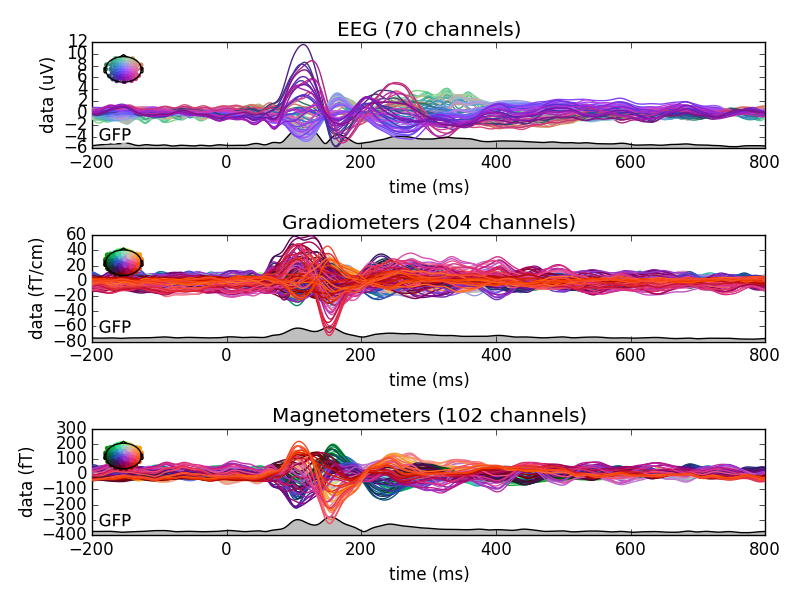 EEG (70 channels)
data (uV)
12
10
8
6
4
2
0
−2
−4
−6
GFP
−200 0 200 400 600 800
time (ms)
Gradiometers (204 channels)
data (fT/cm)
60
40
20
0
−20
−40
−60
−80
GFP
−200 0 200 400 600 800
time (ms)
Magnetometers (102 channels)
data (fT)
300
200
100
0
−100
−200
−300
−400
GFP
−200 0 200 400 600 800
time (ms)